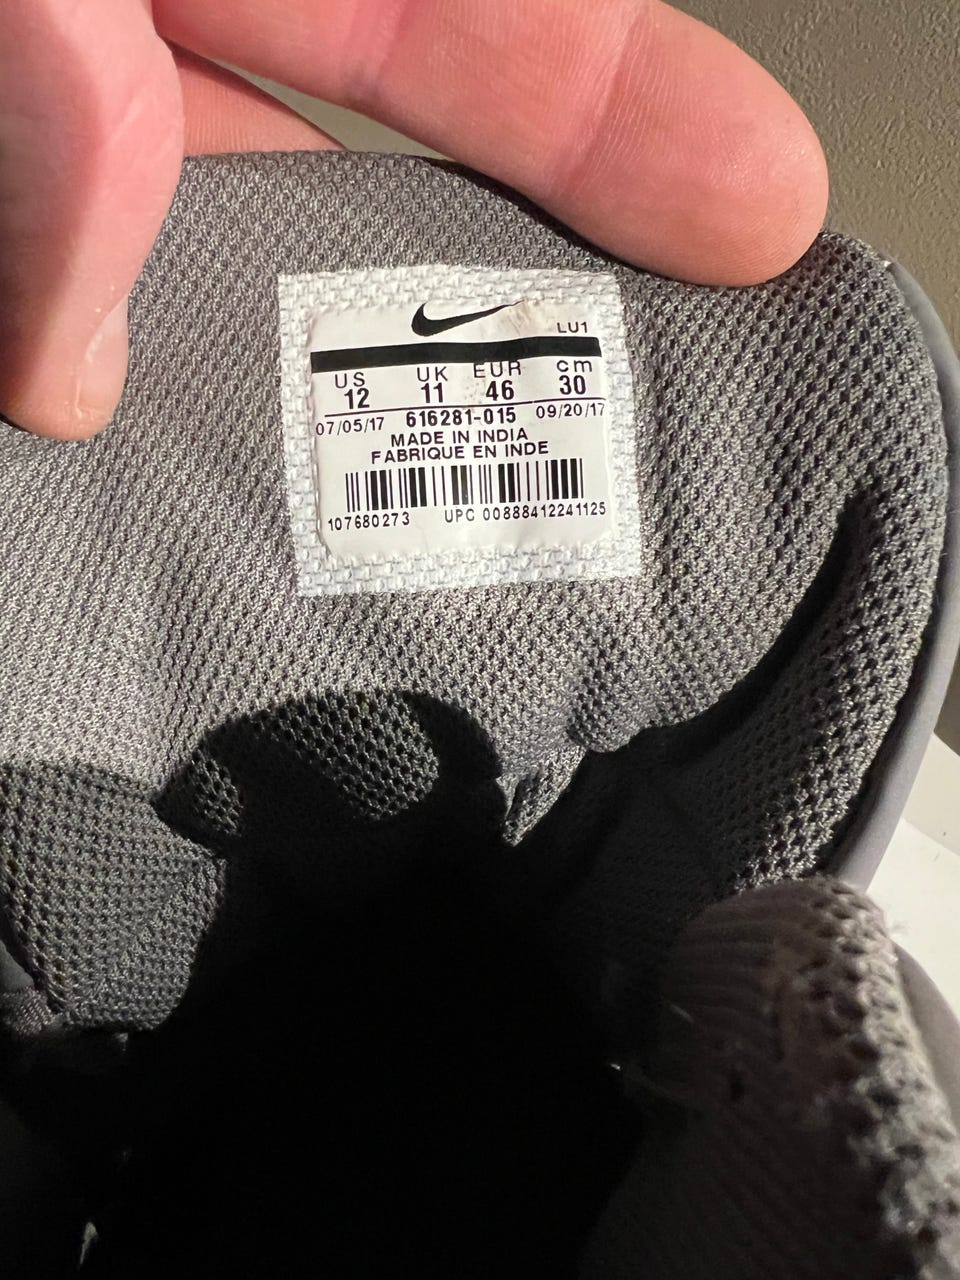 LU1
US UK EUR cm
12 11 46 30
07/05/17 616281-015 09/20/17
MADE IN INDIA
FABRIQUE EN INDE
107680273 UPC 00888412241125